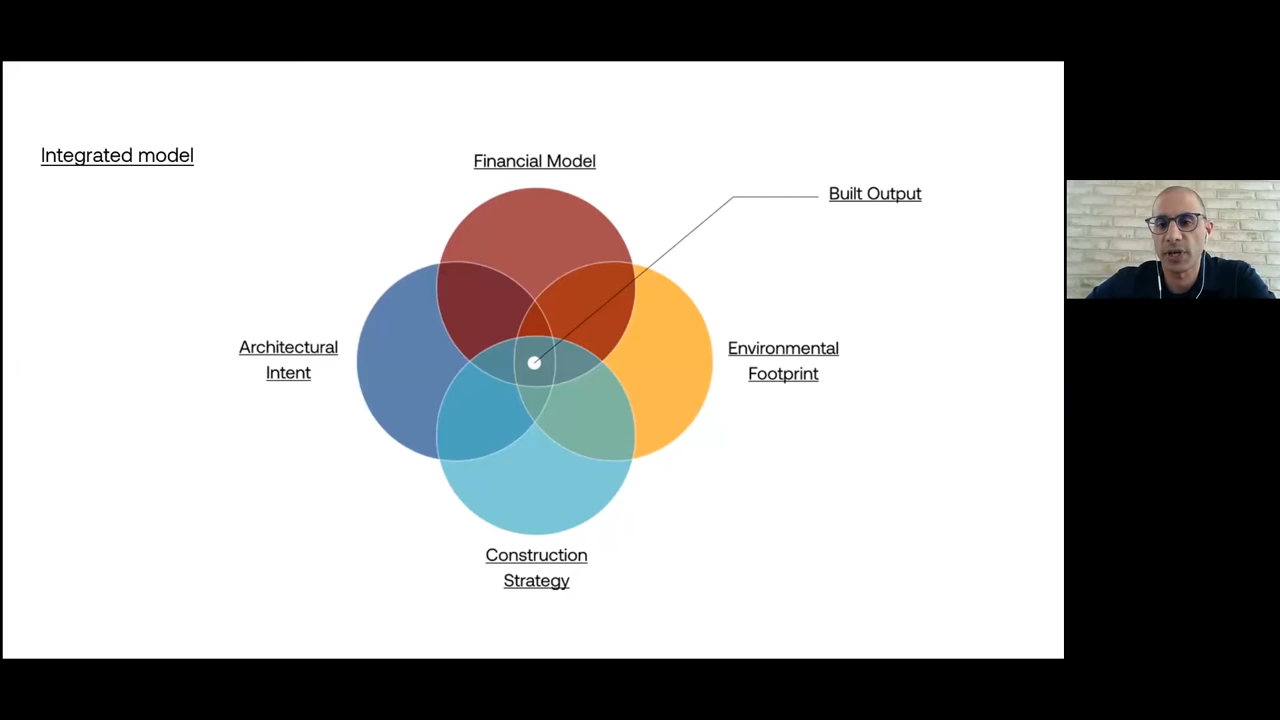 Integrated model
Financial Model
Built Output
Architectural
Intent
Environmental
Footprint
Construction
Strategy